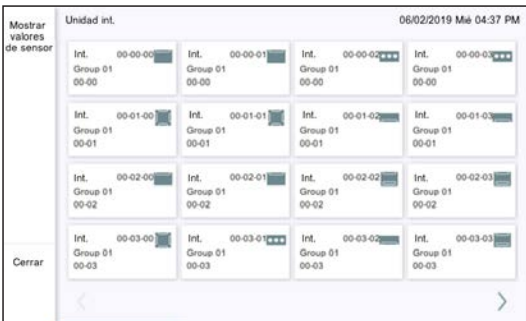 Mostrar
valores
de sensor
Unidad int. 06/02/2019 Mié 04:37 PM
Int. 00-00-00
Group 01
00-00
Int. 00-00-01
Group 01
00-00
Int. 00-00-02
Group 01
00-00
Int. 00-00-03
Group 01
00-00
Int. 00-01-00
Group 01
00-01
Int. 00-01-01
Group 01
00-01
Int. 00-01-02
Group 01
00-01
Int. 00-01-03
Group 01
00-01
Int. 00-02-00
Group 01
00-02
Int. 00-02-01
Group 01
00-02
Int. 00-02-02
Group 01
00-02
Int. 00-02-03
Group 01
00-02
Int. 00-03-00
Group 01
00-03
Int. 00-03-01
Group 01
00-03
Int. 00-03-02
Group 01
00-03
Int. 00-03-03
Group 01
00-03
Cerrar